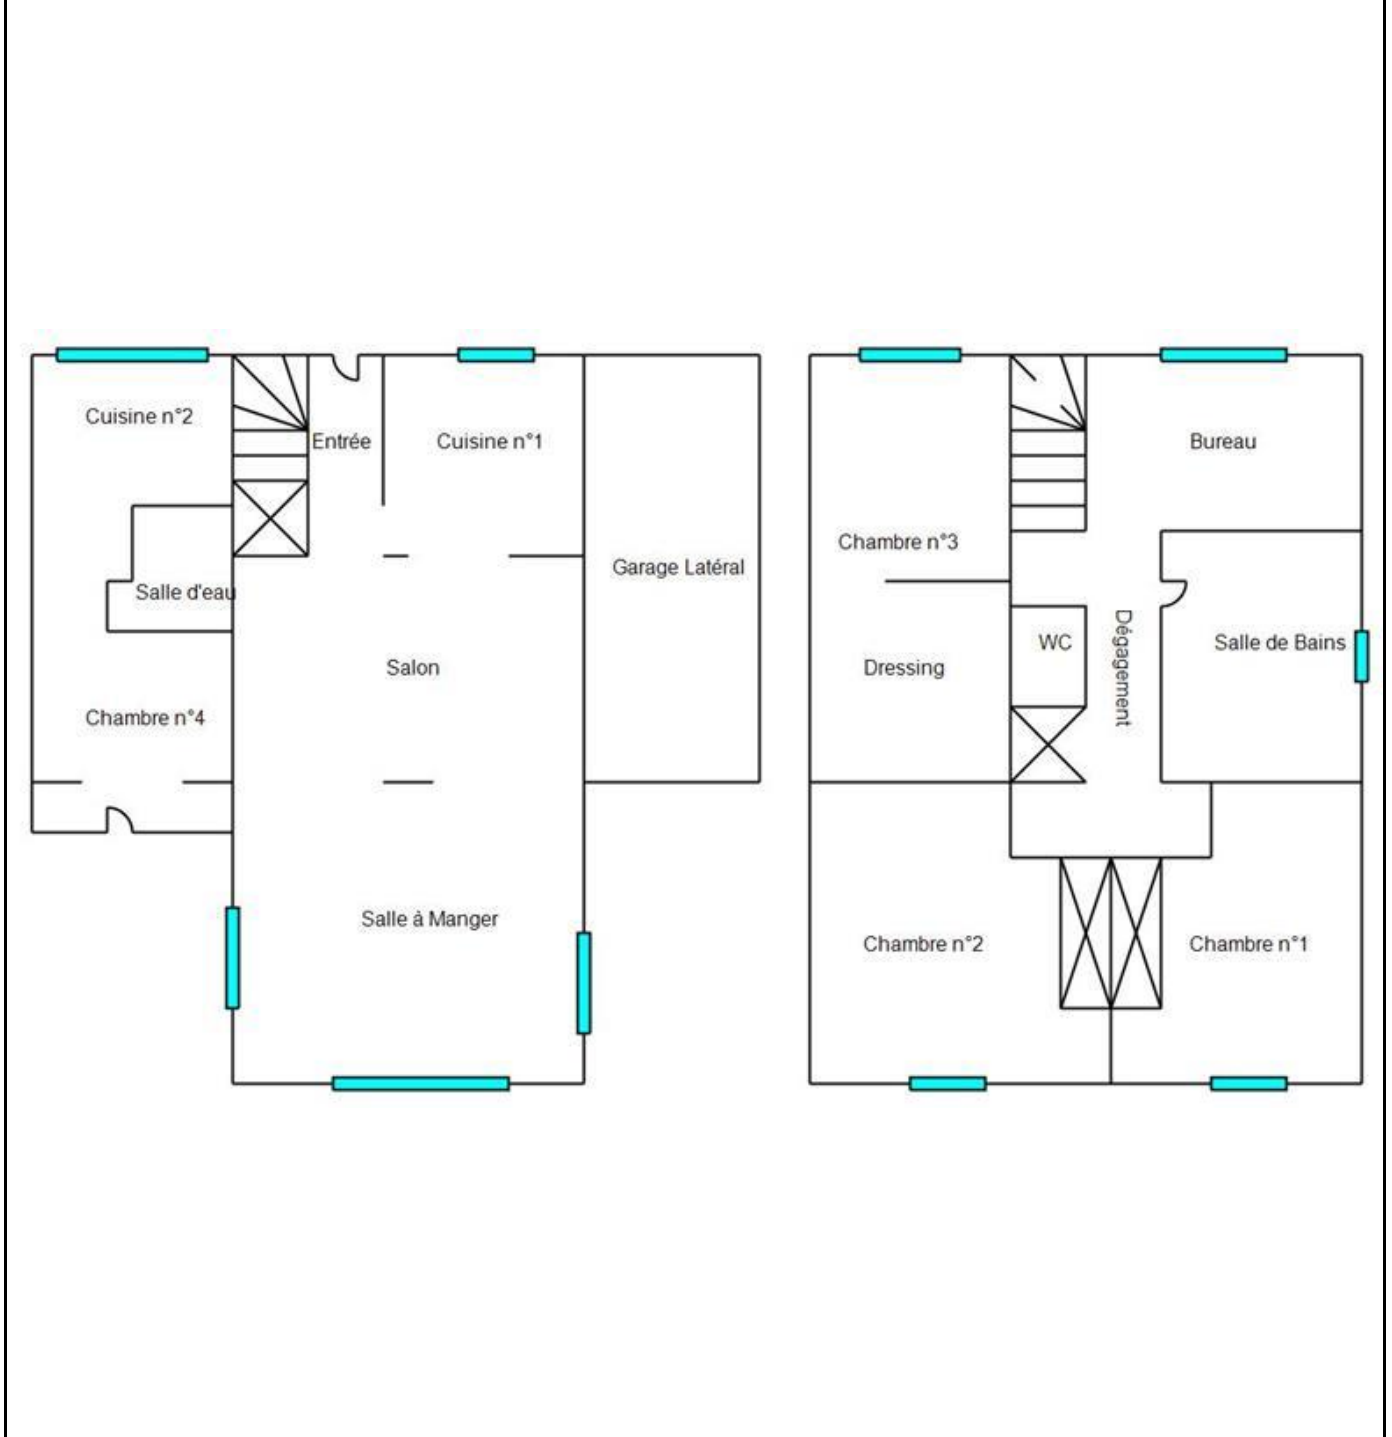 Cuisine n°2
Entrée
Cuisine n°1
Garage Latéral
Salle d'eau
Salon
Chambre n°4
Salle à Manger
Bureau
Chambre n°3
WC
Dégagement
Salle de Bains
Dressing
Chambre n°2
Chambre n°1